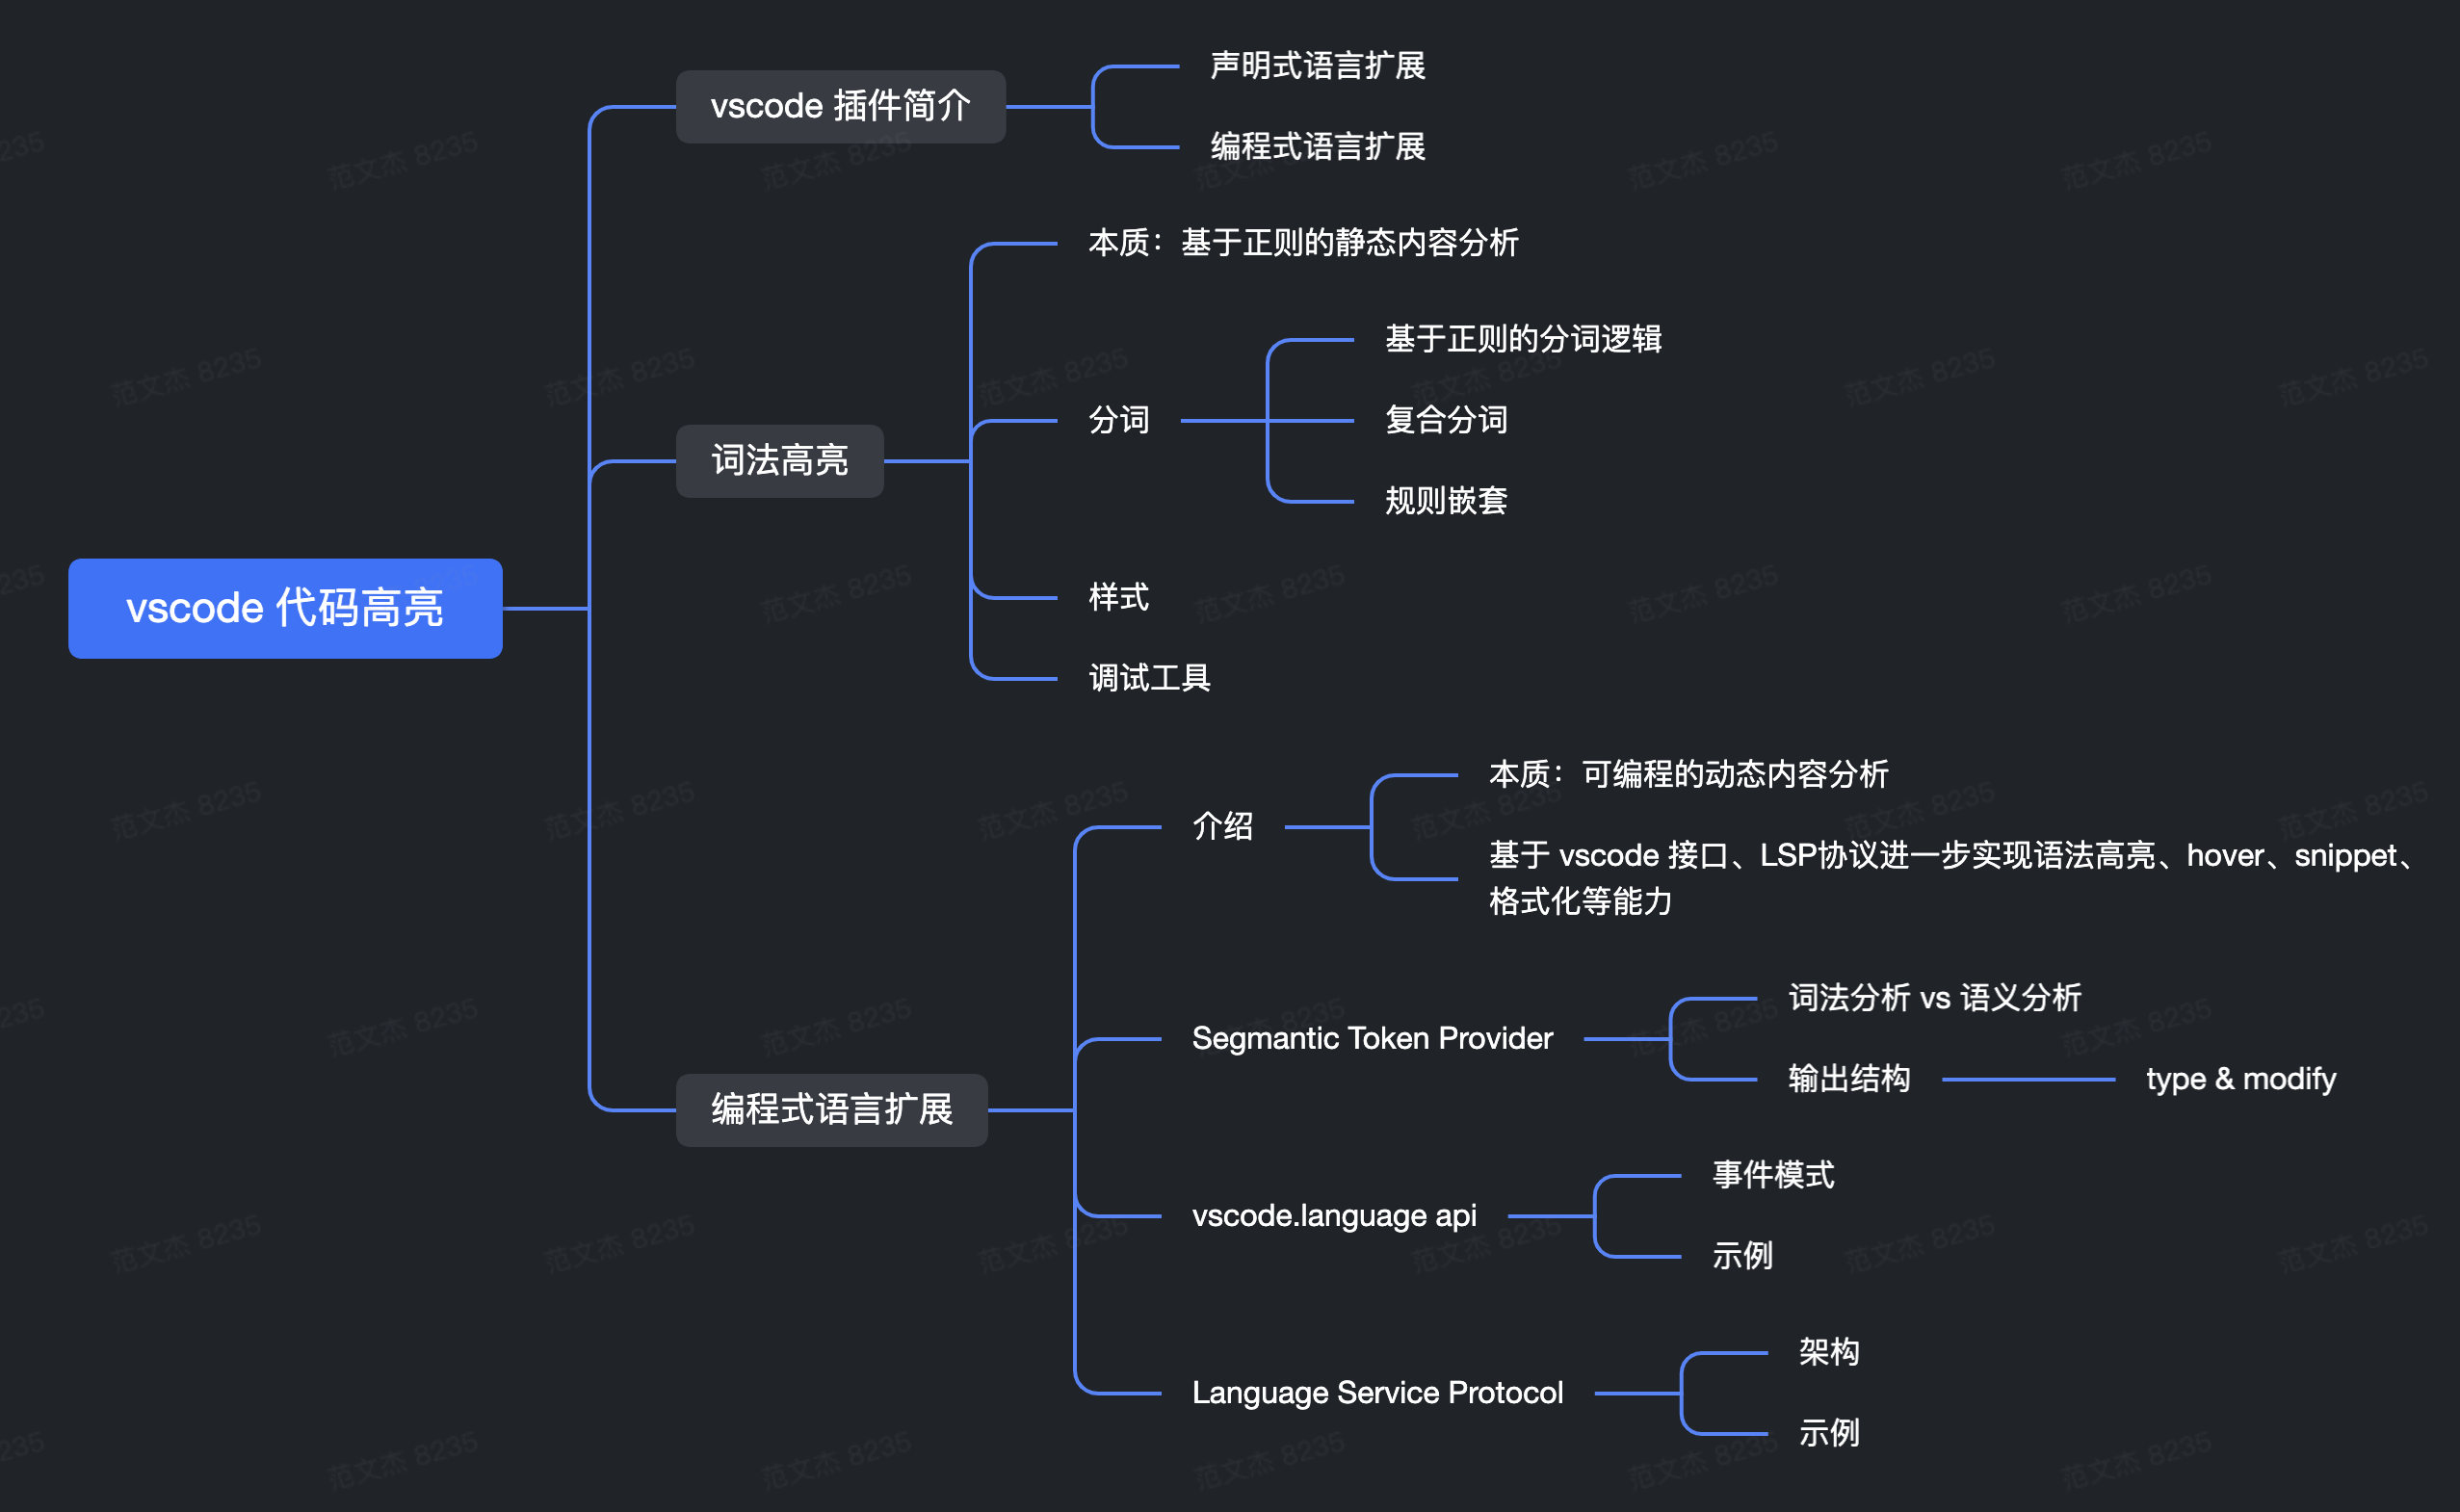 vscode 代码高亮
vscode 插件简介
声明式语言扩展
编程式语言扩展
词法高亮
本质：基于正则的静态内容分析
分词
基于正则的分词逻辑
复合分词
规则嵌套
样式
调试工具
编程式语言扩展
介绍
本质：可编程的动态内容分析
基于 vscode 接口、LSP协议进一步实现语法高亮、hover、snippet、
格式化等能力
Segmantic Token Provider
词法分析 vs 语义分析
输出结构
type & modify
vscode.language api
事件模式
示例
Language Service Protocol
架构
示例
范文杰 8235